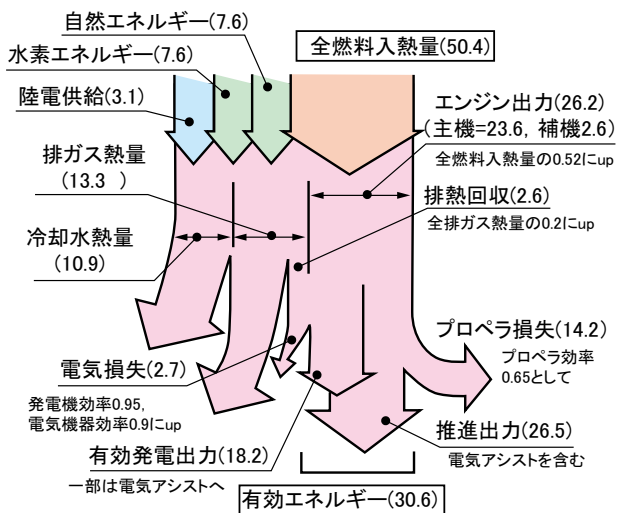 自然エネルギー(7.6)
水素エネルギー(7.6)
陸電供給(3.1)
全燃料入熱量(50.4)
エンジン出力(26.2)
(主機=23.6, 補機2.6)
全燃料入熱量の0.52にup
排ガス熱量
(13.3 )
排熱回収(2.6)
全排ガス熱量の0.2にup
冷却水熱量
(10.9)
プロペラ損失(14.2)
プロペラ効率
0.65として
電気損失(2.7)
発電機効率0.95,
電気機器効率0.9にup
有効発電出力(18.2)
一部は電気アシストへ
推進出力(26.5)
電気アシストを含む
有効エネルギー(30.6)